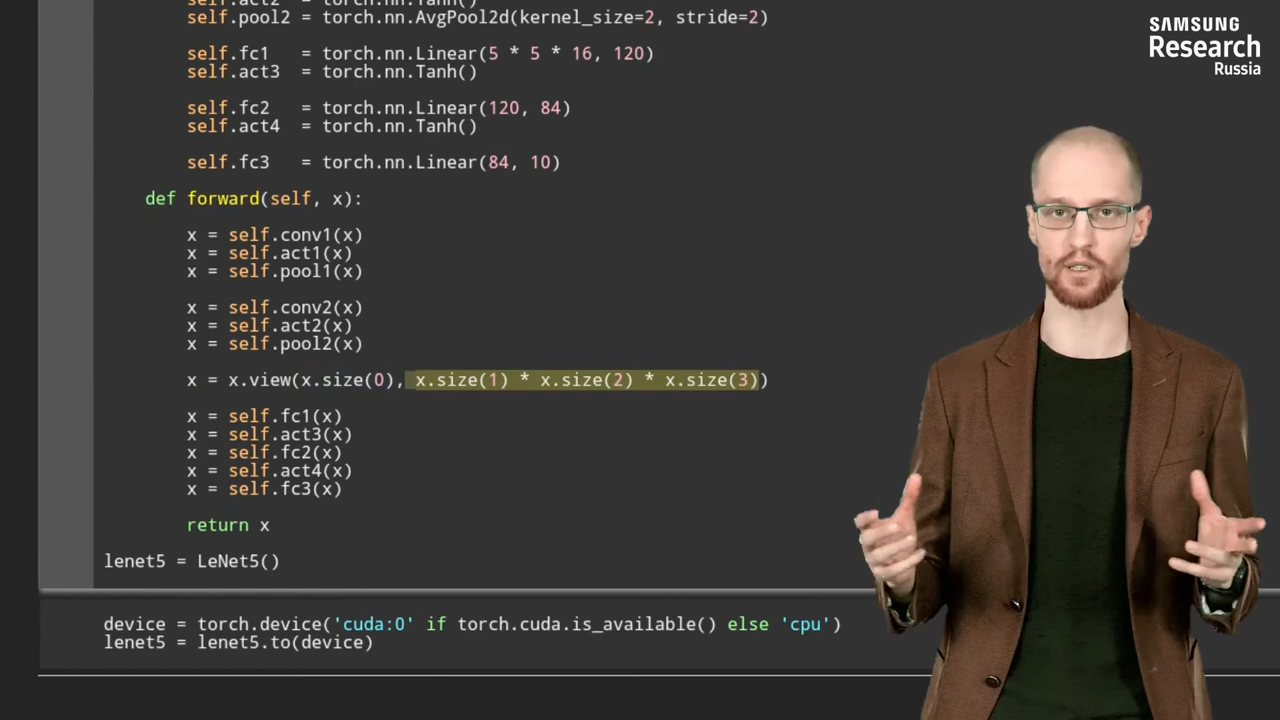 self.act2 = torch.nn.Tanh()
self.pool2 = torch.nn.AvgPool2d(kernel_size=2, stride=2)
self.fc1 = torch.nn.Linear(5 * 5 * 16, 120)
self.act3 = torch.nn.Tanh()
self.fc2 = torch.nn.Linear(120, 84)
self.act4 = torch.nn.Tanh()
self.fc3 = torch.nn.Linear(84, 10)
def forward(self, x):
x = self.conv1(x)
x = self.act1(x)
x = self.pool1(x)
x = self.conv2(x)
x = self.act2(x)
x = self.pool2(x)
x = x.view(x.size(0), x.size(1) * x.size(2) * x.size(3))
x = self.fc1(x)
x = self.act3(x)
x = self.fc2(x)
x = self.act4(x)
x = self.fc3(x)
return x
lenet5 = LeNet5()
device = torch.device('cuda:0' if torch.cuda.is_available() else 'cpu')
lenet5 = lenet5.to(device)
SAMSUNG
Research
Russia